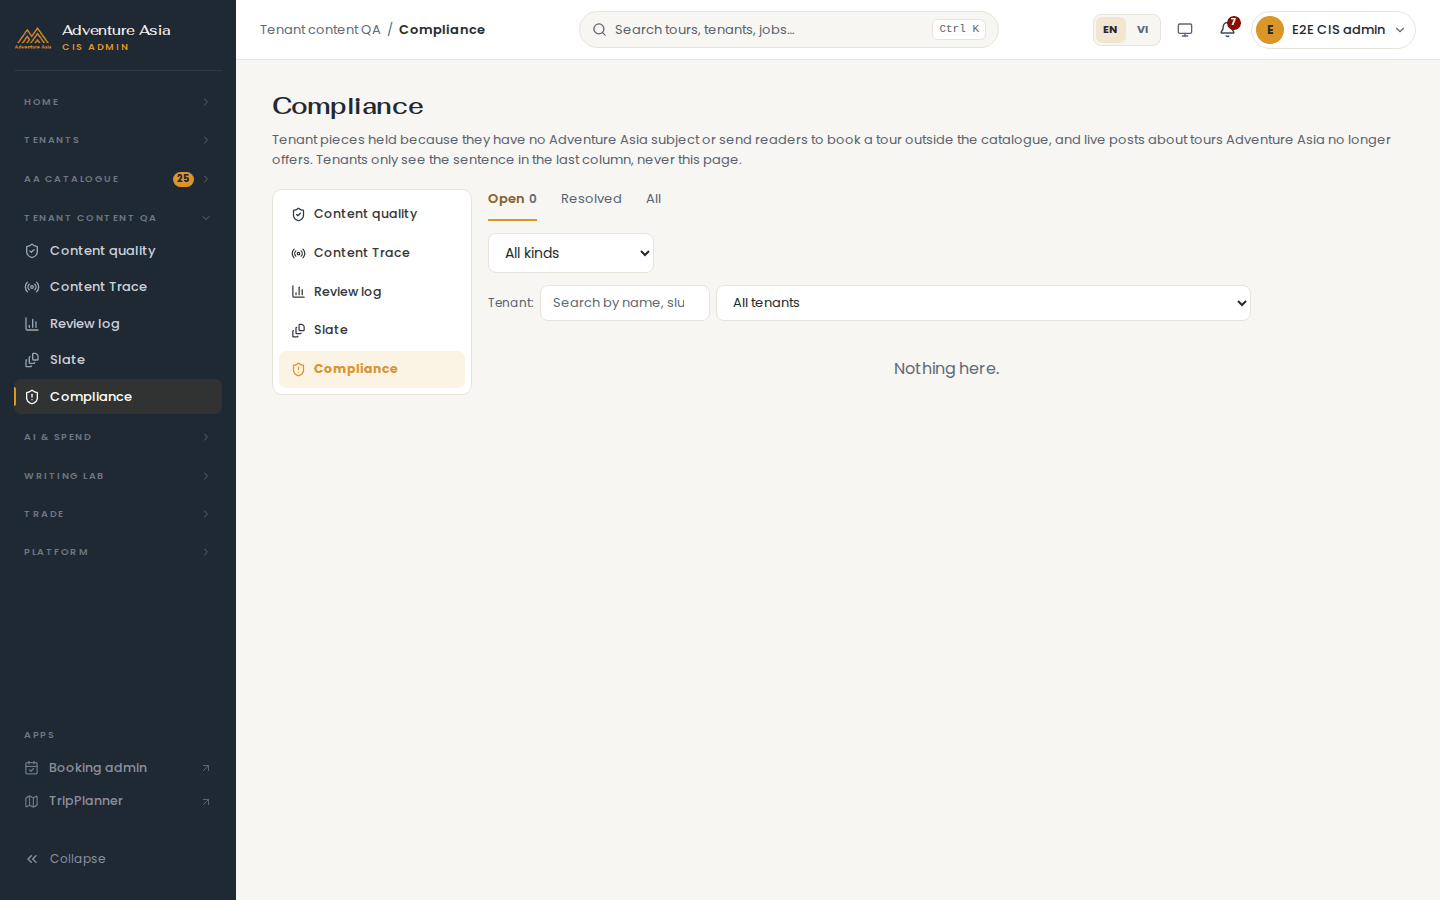 Adventure Asia
CIS ADMIN
Adventure Asia
HOME
TENANTS
AA CATALOGUE 25
TENANT CONTENT QA
Content quality
Content Trace
Review log
Slate
Compliance
AI & SPEND
WRITING LAB
TRADE
PLATFORM
APPS
Booking admin
TripPlanner
Collapse
Tenant content QA / Compliance
Search tours, tenants, jobs...
Ctrl K
EN VI
7
E E2E CIS admin
Compliance
Tenant pieces held because they have no Adventure Asia subject or send readers to book a tour outside the catalogue, and live posts about tours Adventure Asia no longer
offers. Tenants only see the sentence in the last column, never this page.
Content quality
Content Trace
Review log
Slate
Compliance
Open 0 Resolved All
All kinds
Tenant: Search by name, slu All tenants
Nothing here.